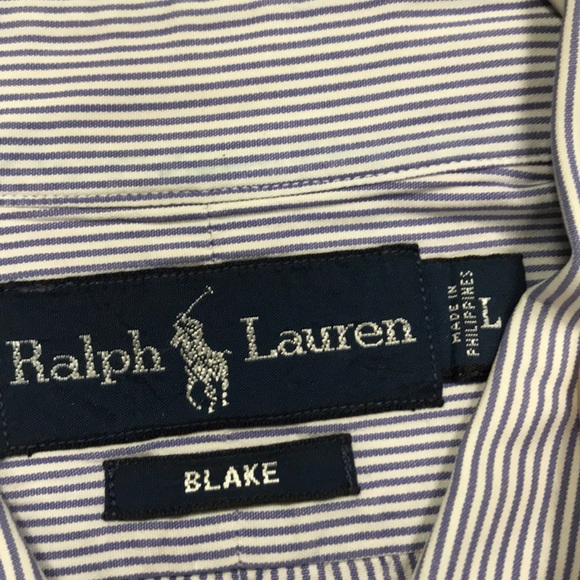 Ralph Lauren
MADE IN
PHILIPPINES
L
BLAKE